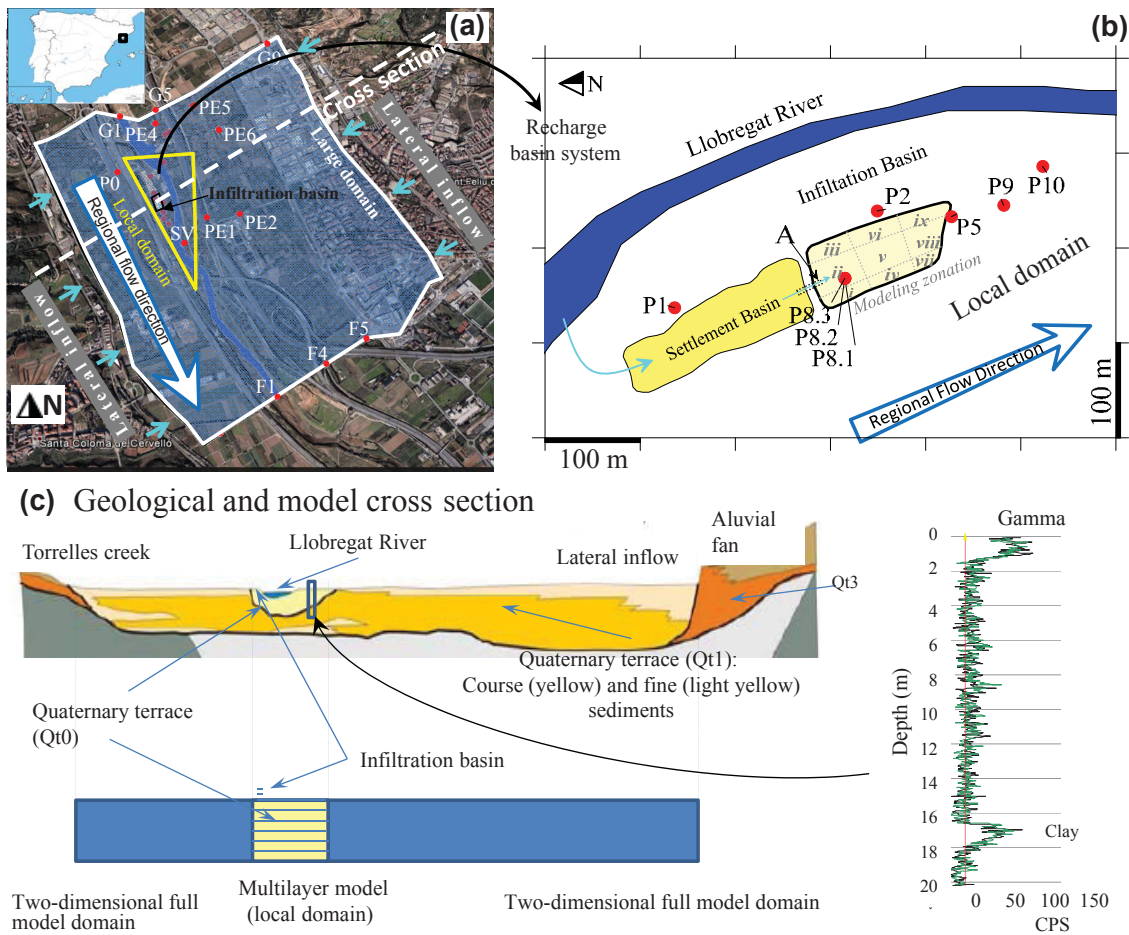 (a)
G9
G5
PE5
G1
PE4
PE6
Cross section
P0
Large domain
Lateral inflow
Infiltration basin
Local domain
SV
PE1
PE2
Regional flow direction
Lateral inflow
F5
F4
F1
N
Santa Coloma de Cervello
(b)
N
Recharge
basin system
Llobregat River
Infiltation Basin
P10
P9
P2
P5
A
iii
vi
ix
ii
v
viii
i
iv
vii
Modeling zonation
P1
Settlement Basin
P8.3
P8.2
P8.1
Local domain
Regional Flow Direction
100 m
100 m
(c) Geological and model cross section
Torrelles creek
Llobregat River
Lateral inflow
Aluvial
fan
Qt3
Quaternary terrace (Qt1):
Course (yellow) and fine (light yellow)
sediments
Quaternary terrace
(Qt0)
Infiltration basin
Two-dimensional full
model domain
Multilayer model
(local domain)
Two-dimensional full model domain
Gamma
0
2
4
6
8
10
12
14
16
18
20
Depth (m)
Clay
0 50 100 150
CPS